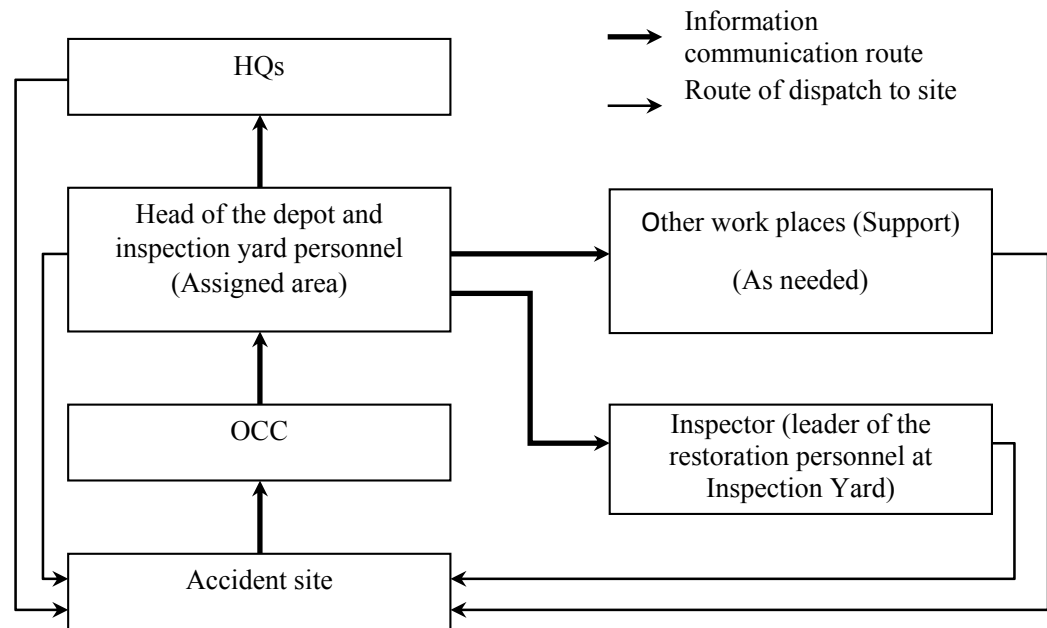 Information
communication route
Route of dispatch to site
HQs
Head of the depot and
inspection yard personnel
(Assigned area)
Other work places (Support)
(As needed)
OCC
Inspector (leader of the
restoration personnel at
Inspection Yard)
Accident site